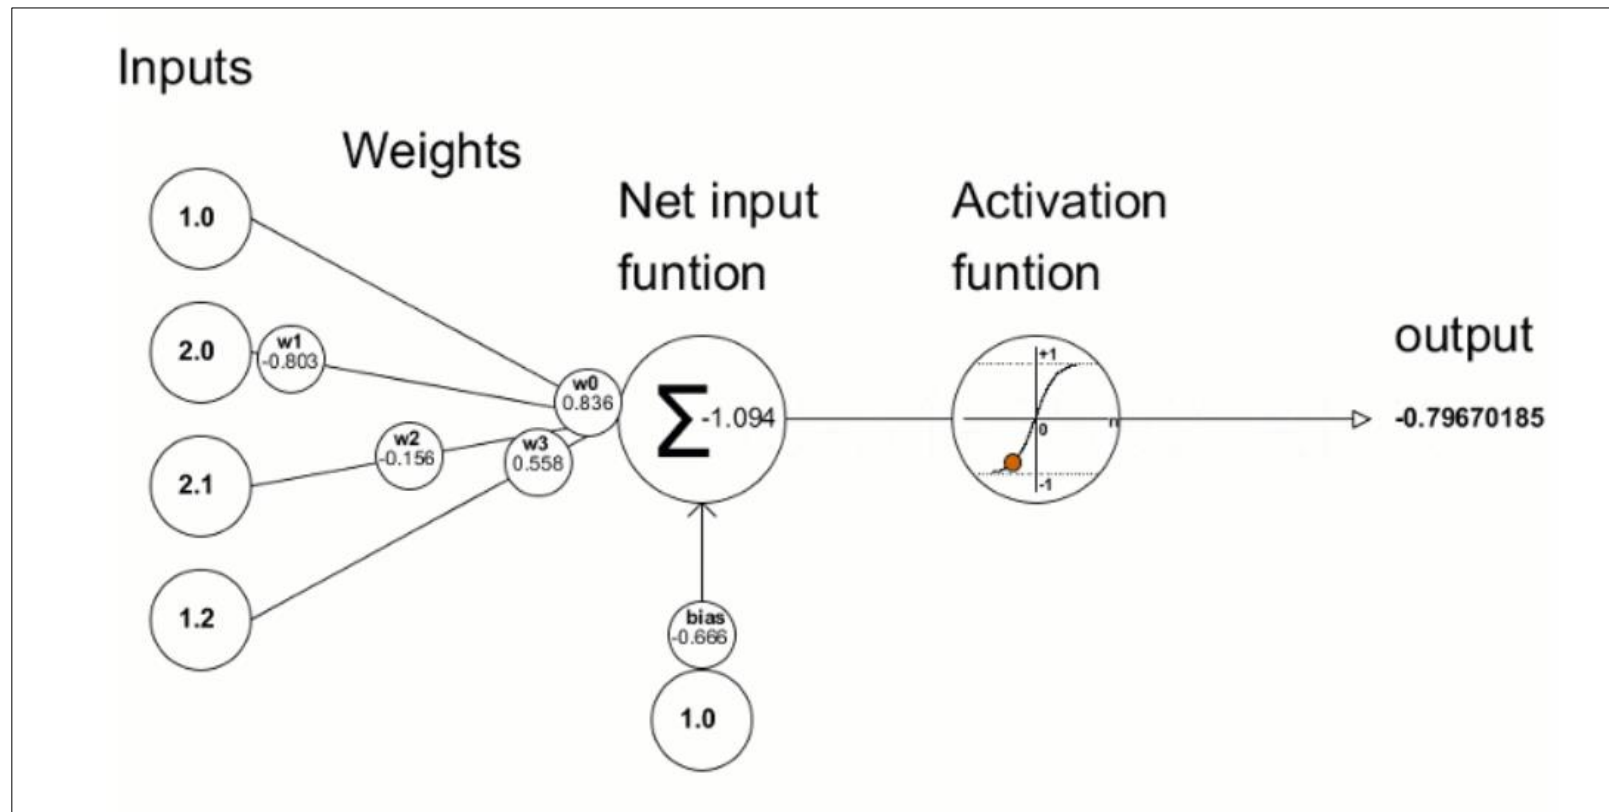 Inputs
Weights
Net input
funtion
Activation
funtion
output
1.0
2.0
2.1
1.2
w1
-0.803
w2
-0.156
w3
0.558
w0
0.836
∑-1.094
bias
-0.666
1.0
+1
0
n
-1
-0.79670185